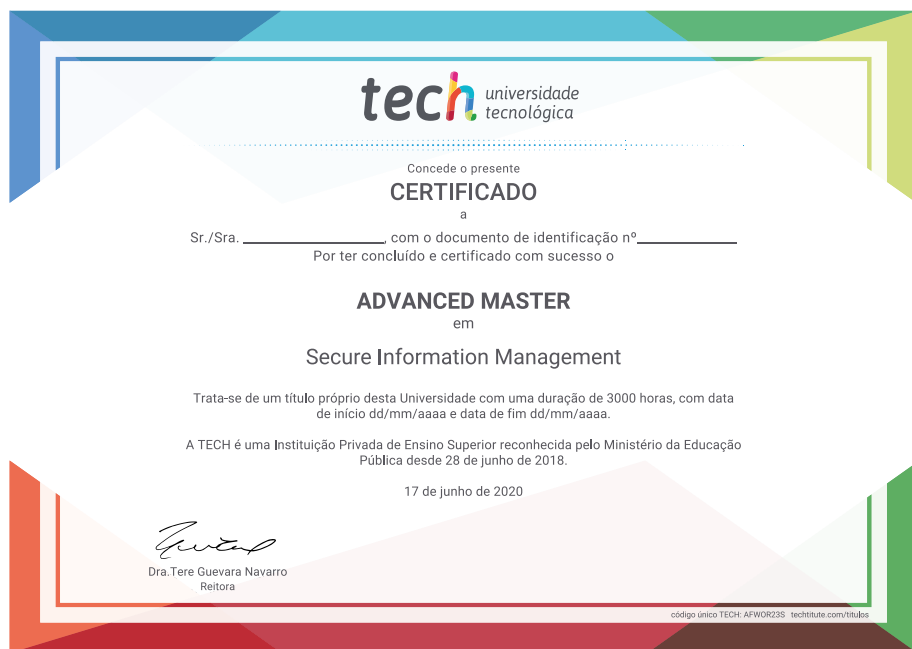 tech universidade
tecnológica
Concede o presente
CERTIFICADO
a
Sr./Sra. ____________________, com o documento de identificação nº______________
Por ter concluído e certificado com sucesso o
ADVANCED MASTER
em
Secure Information Management
Trata-se de um título próprio desta Universidade com uma duração de 3000 horas, com data
de início dd/mm/aaaa e data de fim dd/mm/aaaa.
A TECH é uma Instituição Privada de Ensino Superior reconhecida pelo Ministério da Educação
Pública desde 28 de junho de 2018.
17 de junho de 2020
Dra.Tere Guevara Navarro
Reitora
código único TECH: AFWOR23S techtitute.com/titulos